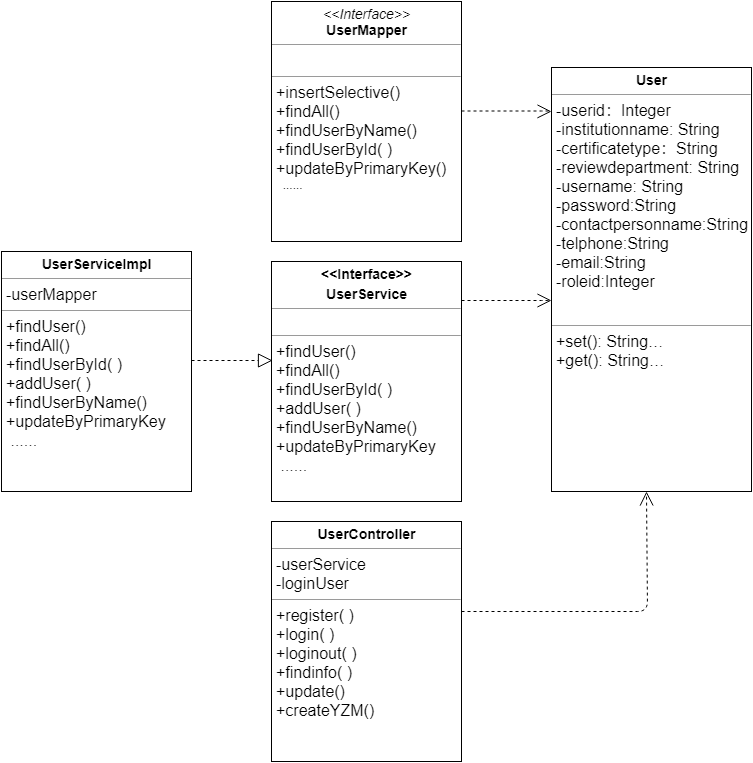 <<Interface>>
UserMapper
+insertSelective()
+findAll()
+findUserByName()
+findUserById( )
+updateByPrimaryKey()
......
User
-userid：Integer
-institutionname: String
-certificatetype：String
-reviewdepartment: String
-username: String
-password:String
-contactpersonname:String
-telphone:String
-email:String
-roleid:Integer
+set(): String...
+get(): String...
UserServiceImpl
-userMapper
+findUser()
+findAll()
+findUserById( )
+addUser( )
+findUserByName()
+updateByPrimaryKey
......
<<Interface>>
UserService
+findUser()
+findAll()
+findUserById( )
+addUser( )
+findUserByName()
+updateByPrimaryKey
......
UserController
-userService
-loginUser
+register( )
+login( )
+loginout( )
+findinfo( )
+update()
+createYZM()